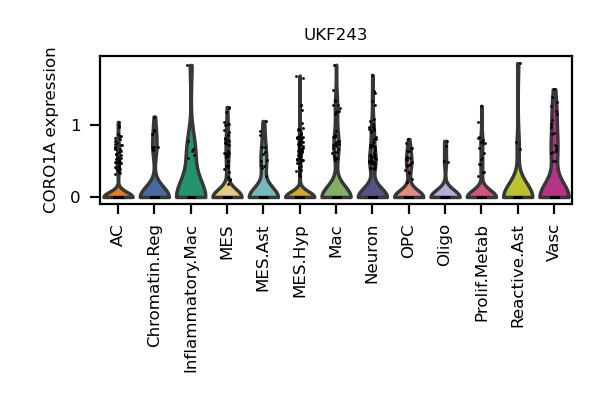 UKF243
CORO1A expression
1
0
AC
Chromatin.Reg
Inflammatory.Mac
MES
MES.Ast
MES.Hyp
Mac
Neuron
OPC
Oligo
Prolif.Metab
Reactive.Ast
Vasc